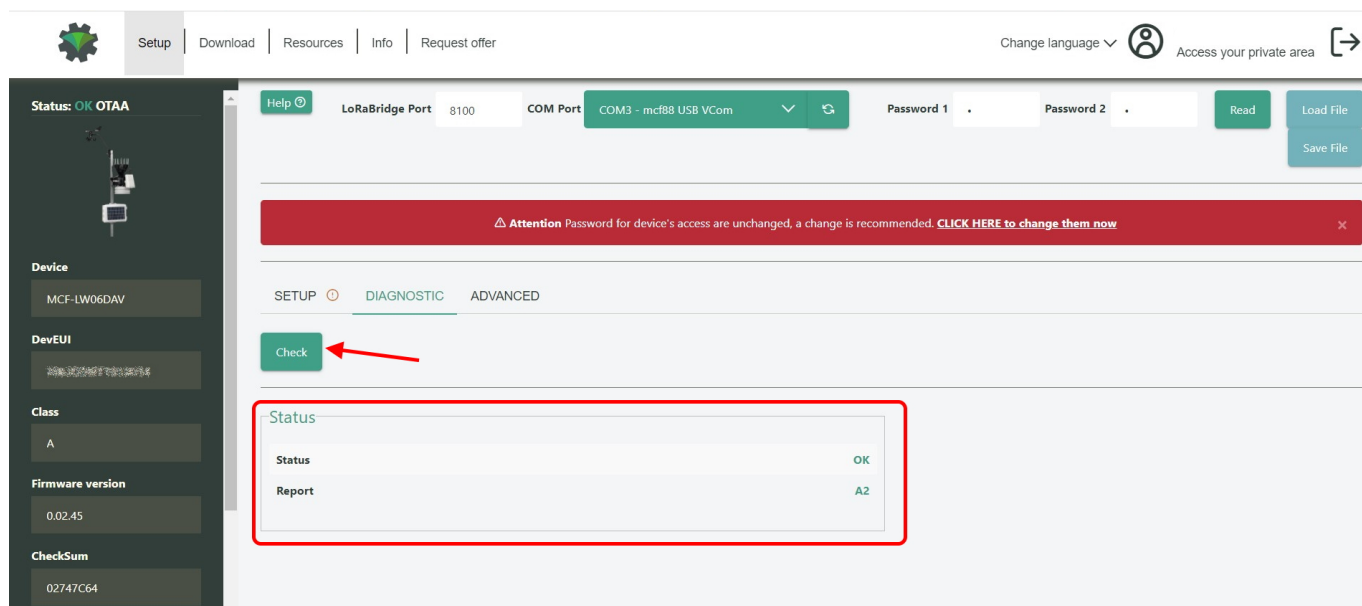 Setup Download Resources Info Request offer Change language Access your private area
Status: OK OTAA
Help LoRaBridge Port 8100 COM Port COM3 - mcf88 USB VCom Password 1 Password 2 Read Load File
Save File
Attention Password for device's access are unchanged, a change is recommended. CLICK HERE to change them now ×
Device
MCF-LW06DAV
SETUP DIAGNOSTIC ADVANCED
DevEUI
Check
Class
A
Status
Status OK
Report A2
Firmware version
0.02.45
CheckSum
02747C64